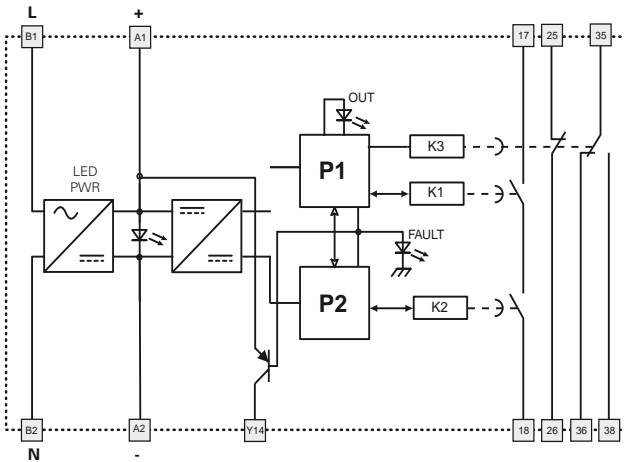 L
+
B1
A1
17
25
35
OUT
K3
LED
PWR
P1
K1
FAULT
P2
K2
B2
A2
Y14
18
26
36
38
N
-